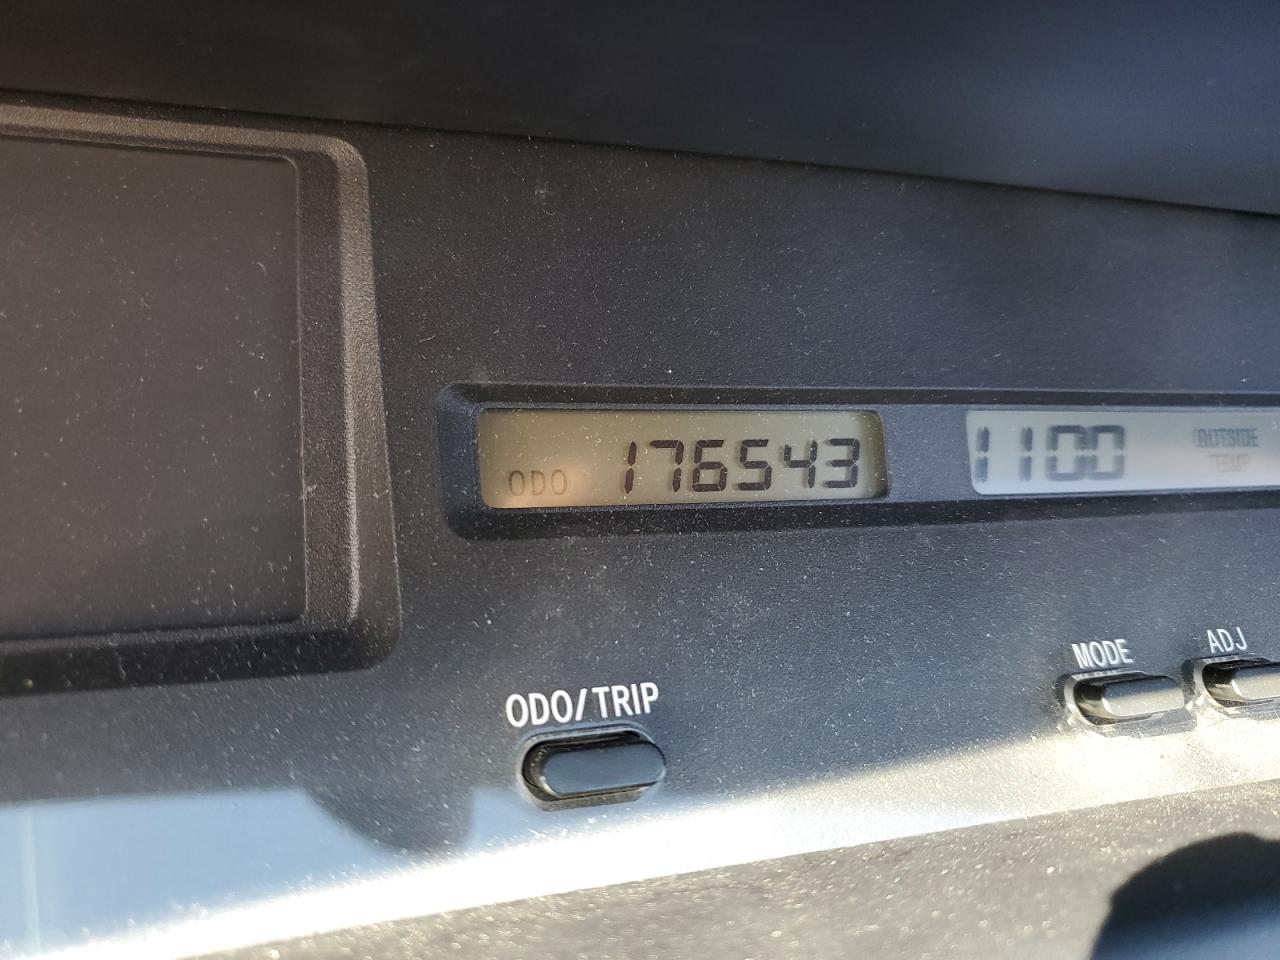 ODO 176543
1100 OUTSIDE
TEMP
MODE
ADJ
ODO/TRIP